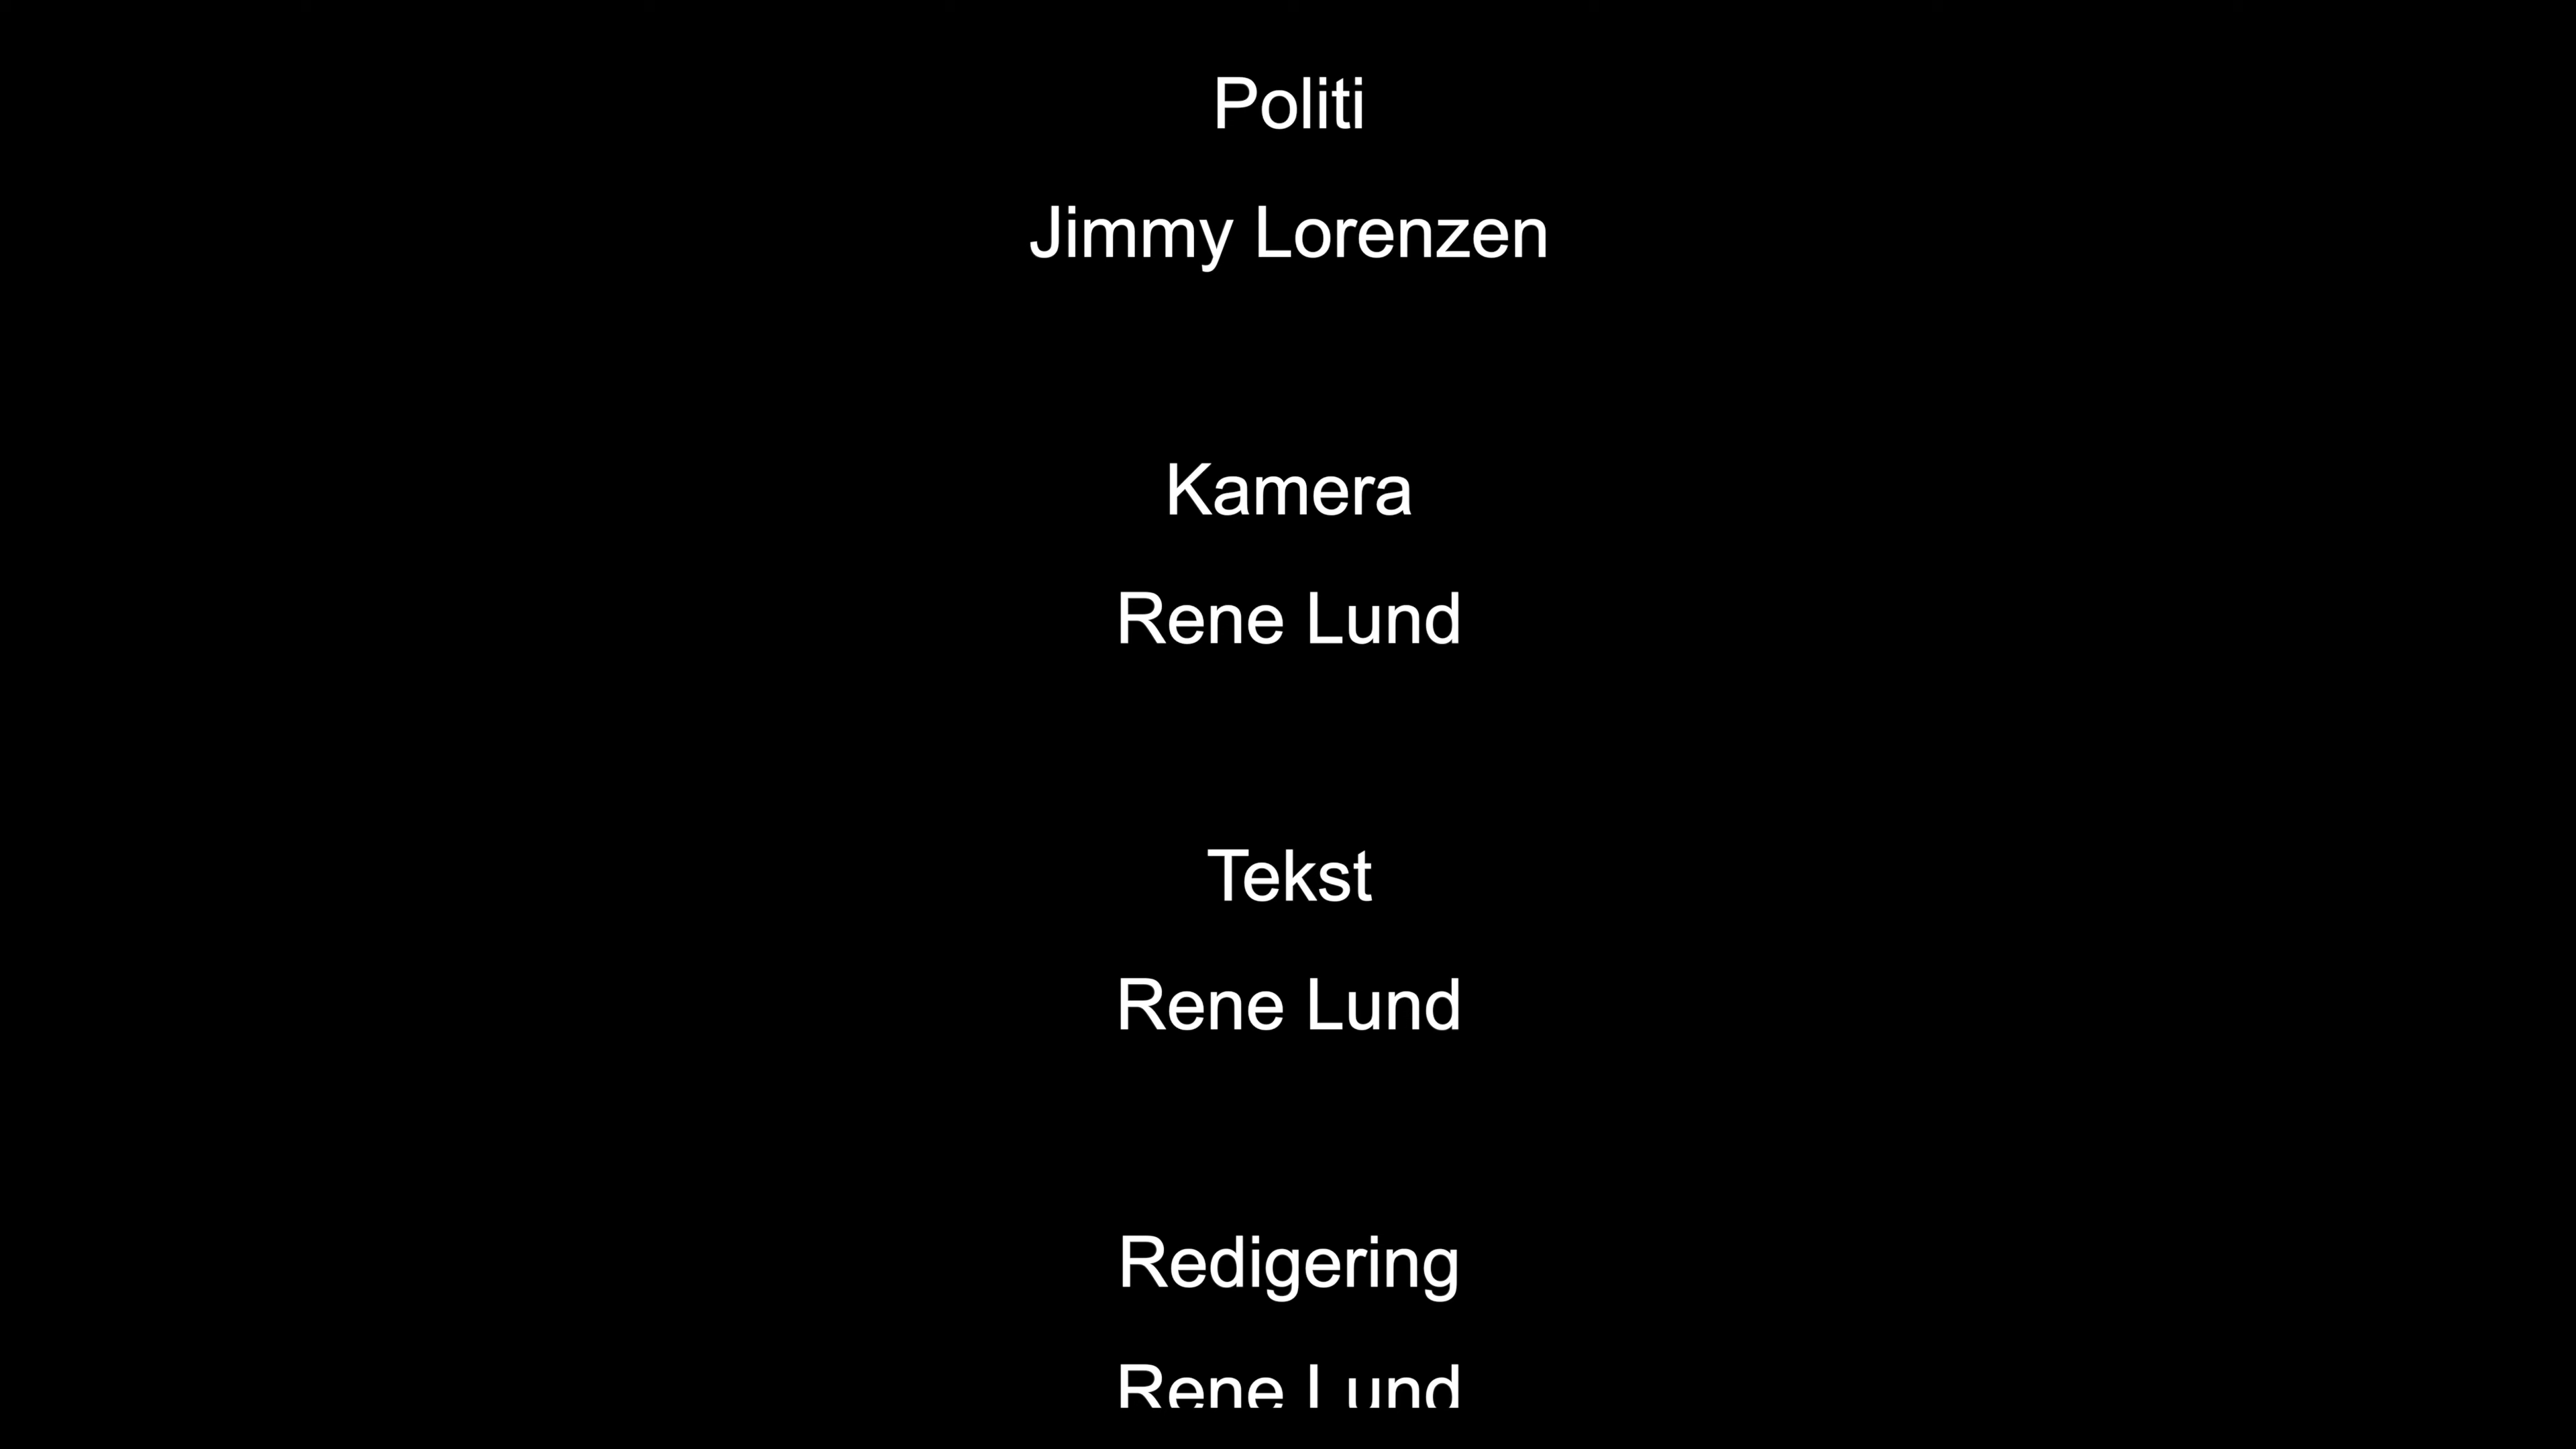 Politi
Jimmy Lorenzen
Kamera
Rene Lund
Tekst
Rene Lund
Redigering
Rene Lund